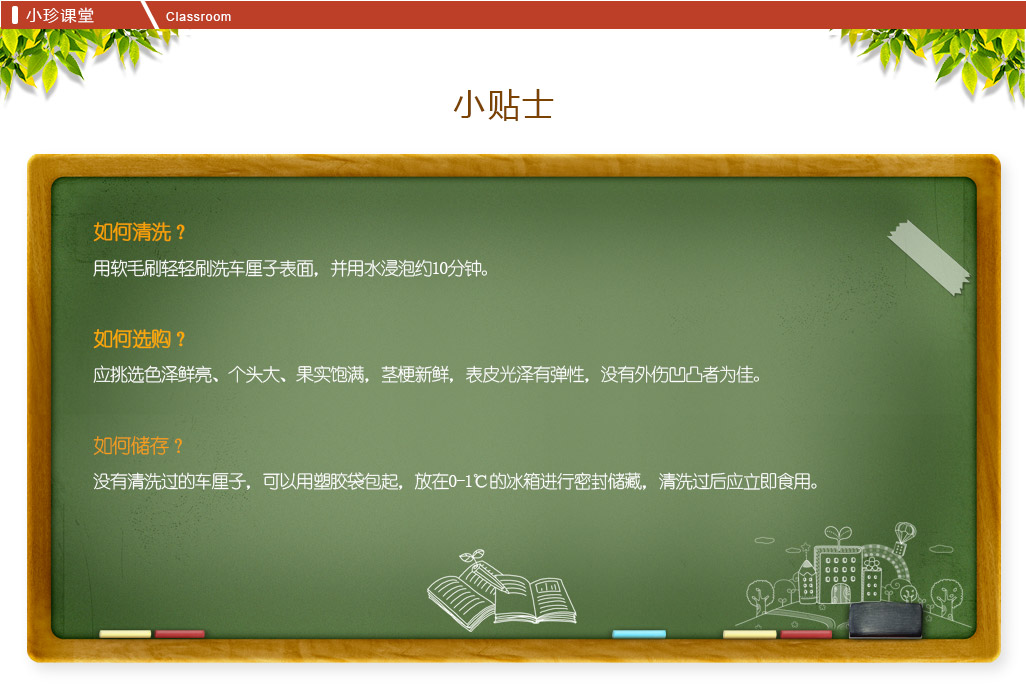 小珍课堂
Classroom
小贴士
如何清洗？
用软毛刷轻轻刷洗车厘子表面，并用水浸泡约10分钟。
如何选购？
应挑选色泽鲜亮、个头大、果实饱满，茎梗新鲜，表皮光泽有弹性，没有外伤凹凸者为佳。
如何储存？
没有清洗过的车厘子，可以用塑胶袋包起，放在0-1℃的冰箱进行密封储藏，清洗过后应立即食用。